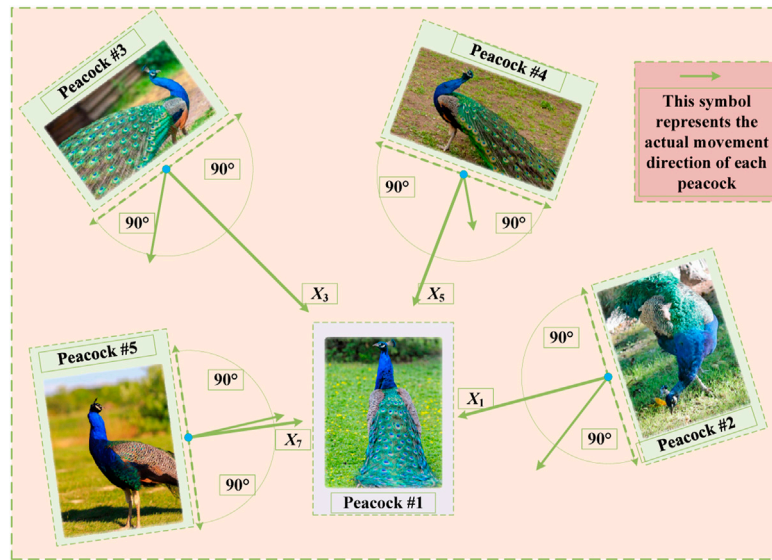 Peacock #3
Peacock #4
This symbol
represents the
actual movement
direction of each
peacock
90°
90°
90°
90°
X3
X5
Peacock #5
90°
90°
X7
X1
90°
90°
Peacock #2
Peacock #1